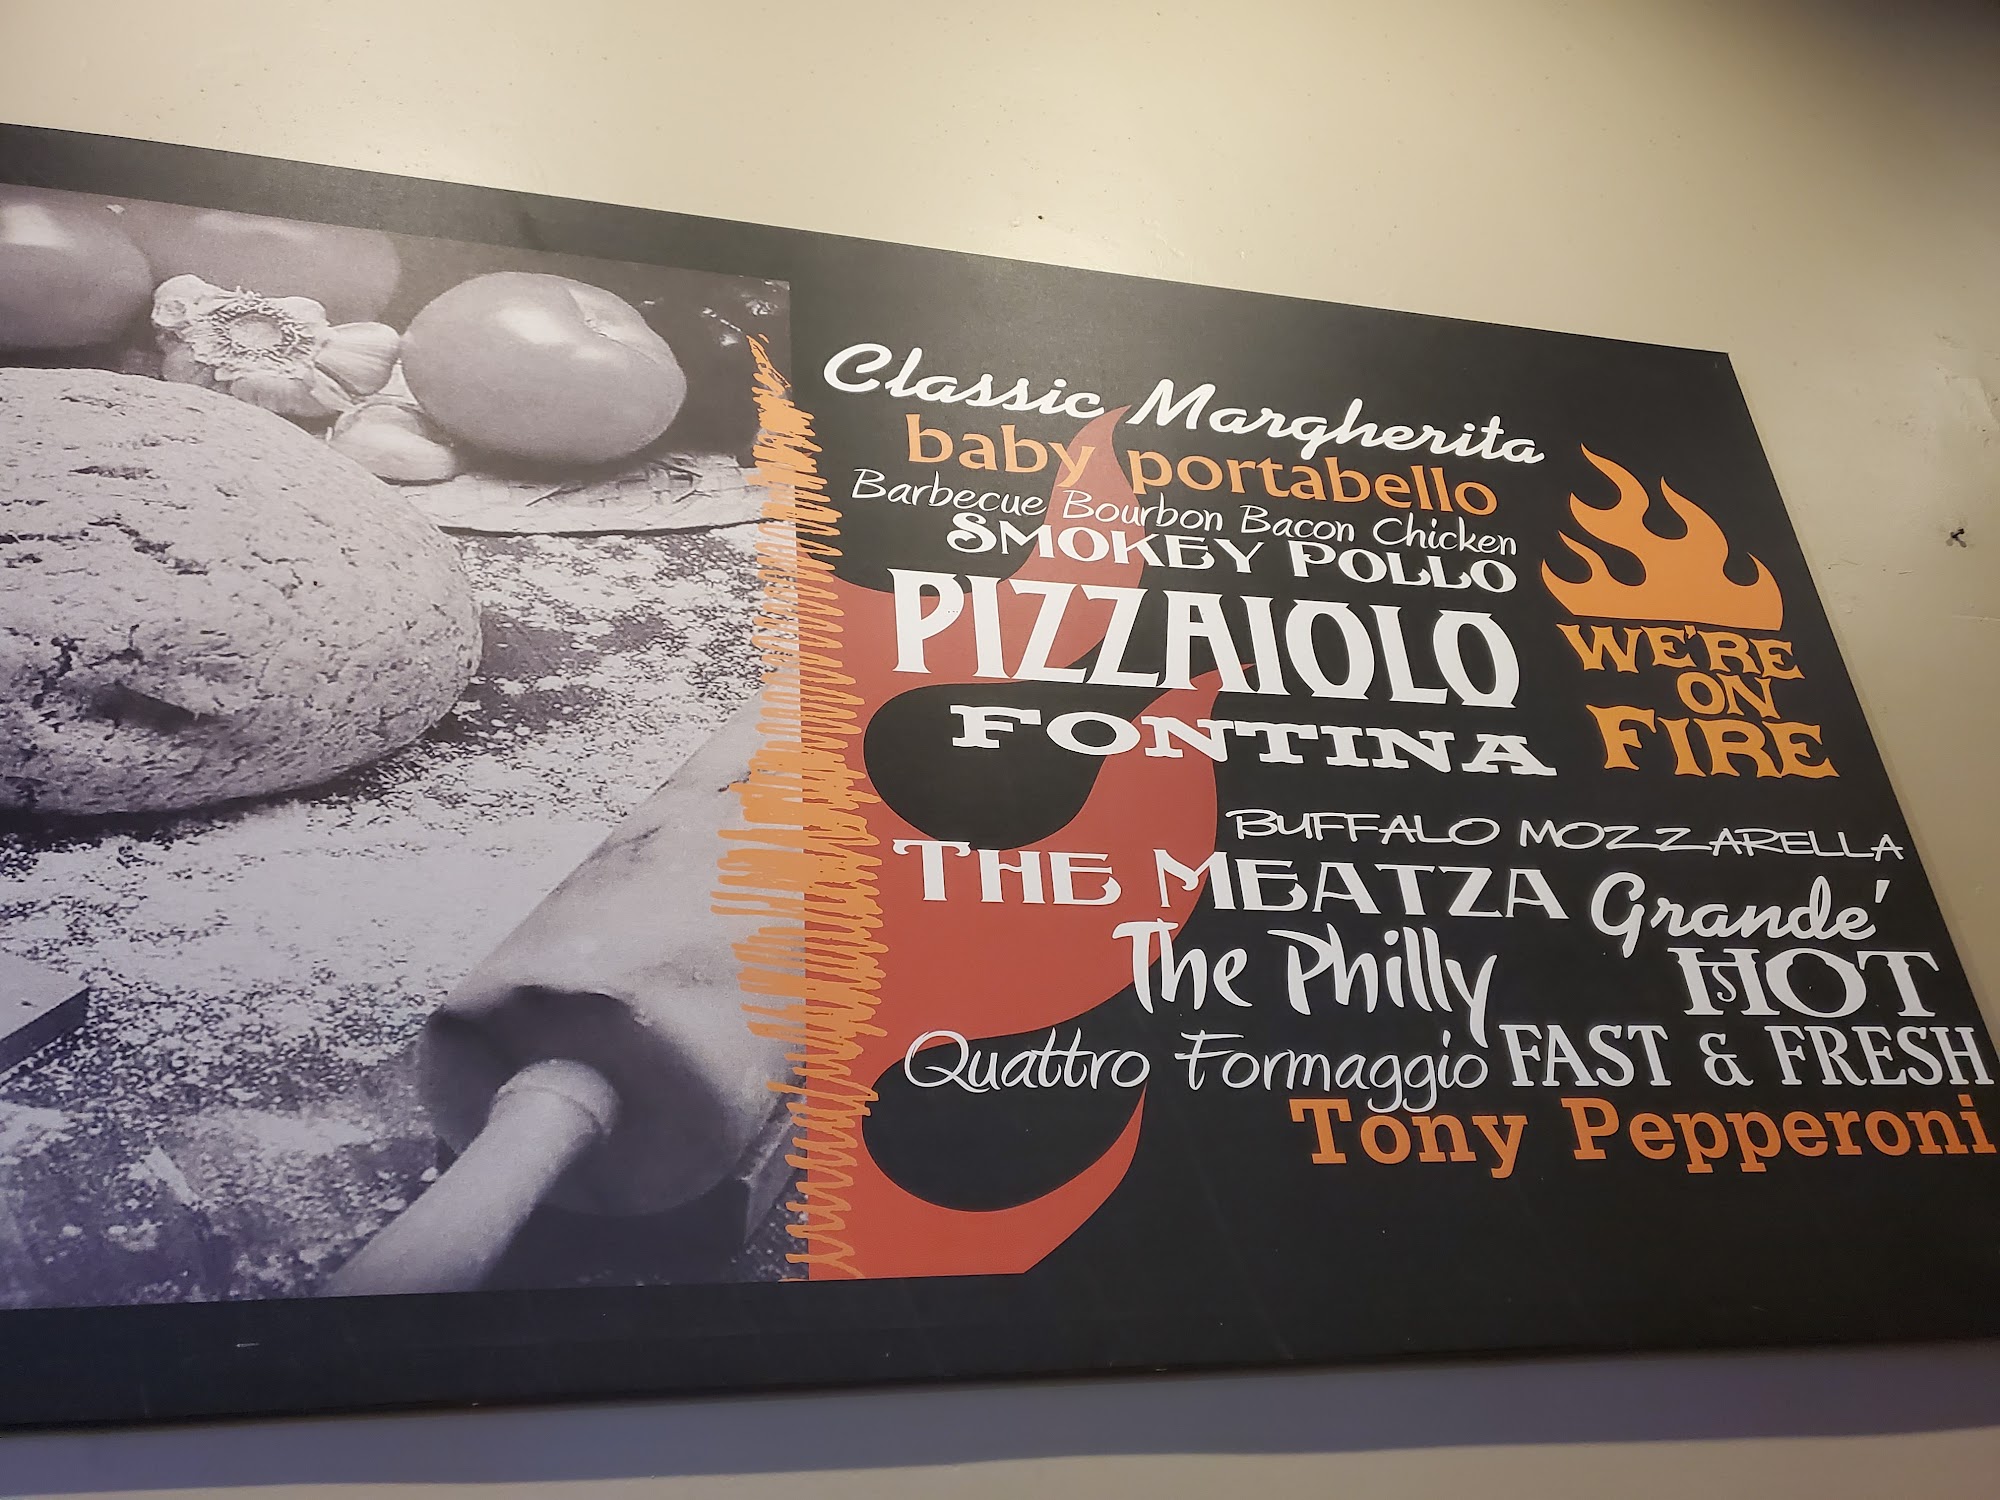 Classic Margherita
baby portabello
Barbecue Bourbon Bacon Chicken
SMOKEY POLLO
PIZZAIOLO
FONTINA
WE'RE
ON
FIRE
BUFFALO MOZZARELLA
THE MEATZA
Grande'
The Philly
HOT
Quattro Formaggio
FAST & FRESH
Tony Pepperoni